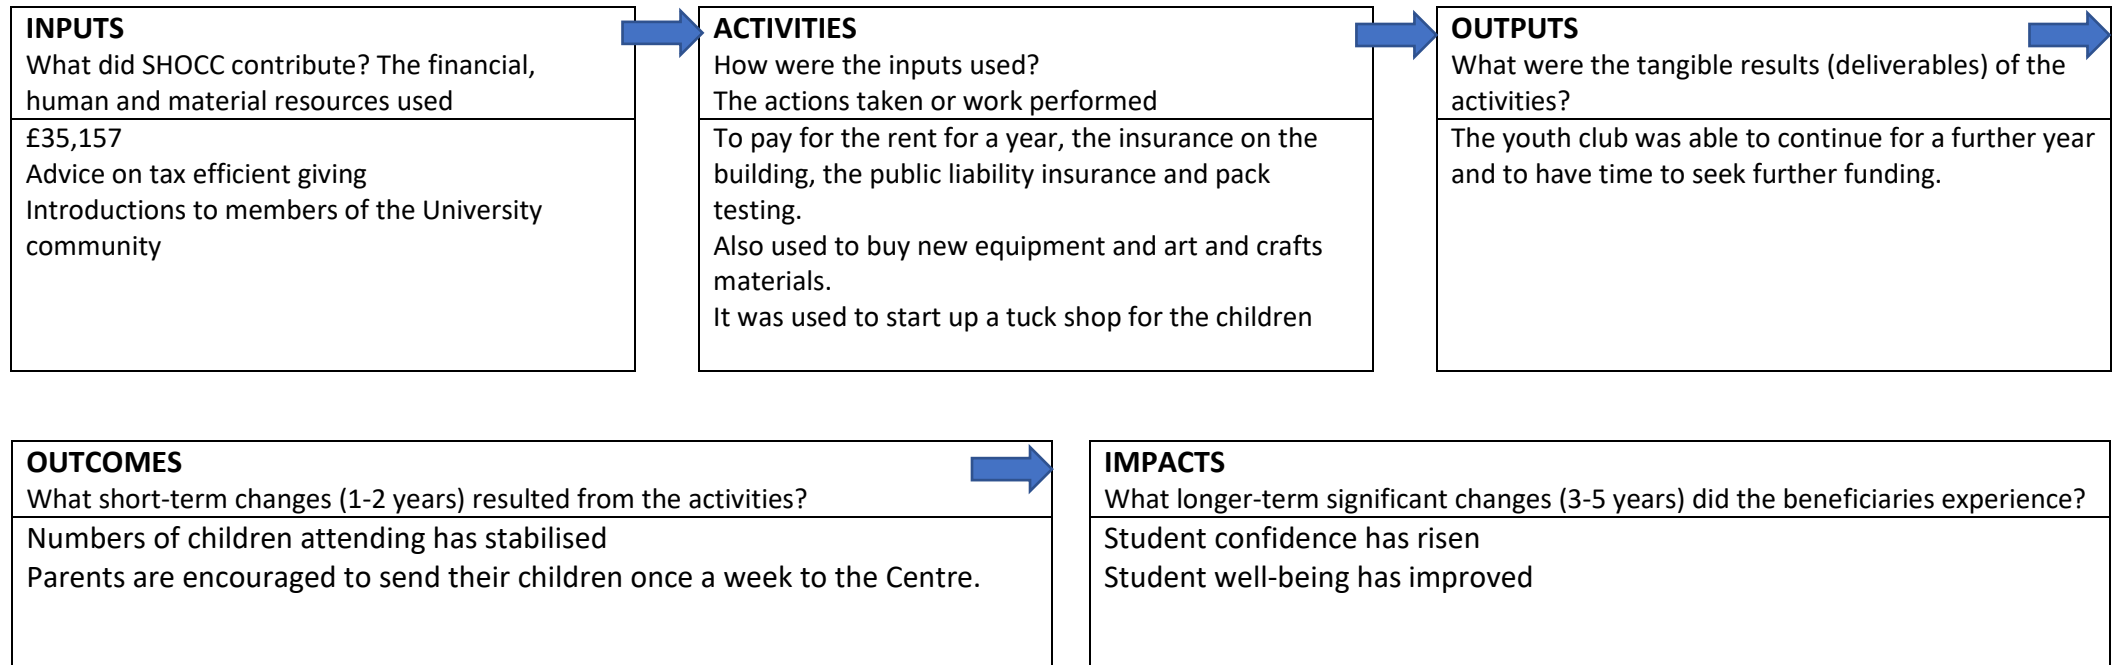 INPUTS
What did SHOCC contribute? The financial,
human and material resources used
£35,157
Advice on tax efficient giving
Introductions to members of the University
community
ACTIVITIES
How were the inputs used?
The actions taken or work performed
To pay for the rent for a year, the insurance on the
building, the public liability insurance and pack
testing.
Also used to buy new equipment and art and crafts
materials.
It was used to start up a tuck shop for the children
OUTPUTS
What were the tangible results (deliverables) of the
activities?
The youth club was able to continue for a further year
and to have time to seek further funding.
OUTCOMES
What short-term changes (1-2 years) resulted from the activities?
Numbers of children attending has stabilised
Parents are encouraged to send their children once a week to the Centre.
IMPACTS
What longer-term significant changes (3-5 years) did the beneficiaries experience?
Student confidence has risen
Student well-being has improved